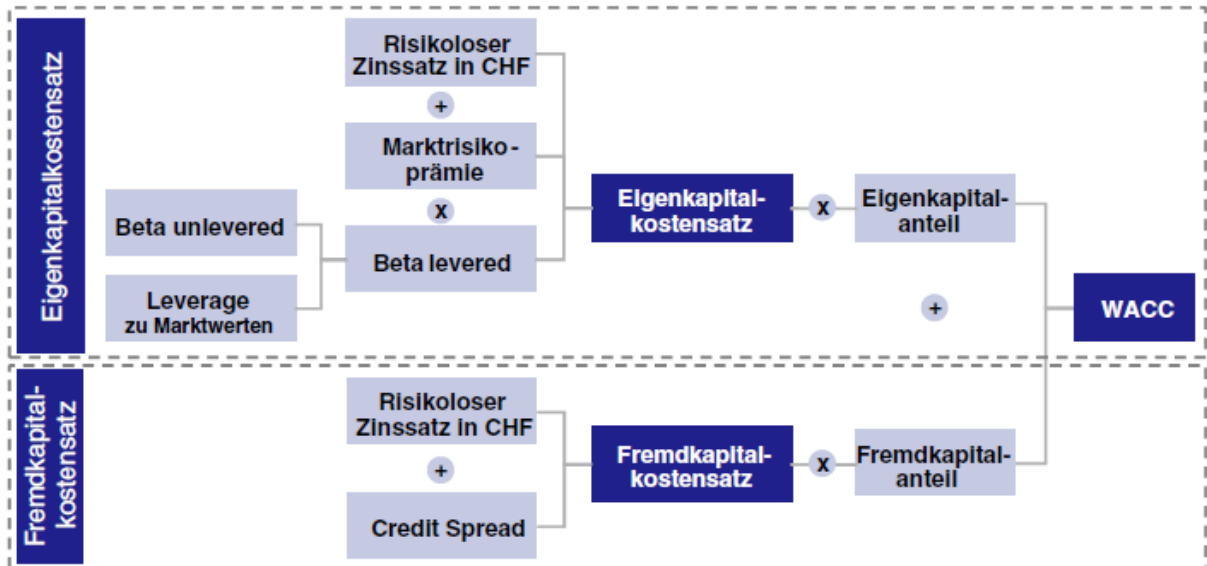 Eigenkapitalkostensatz
Risikoloser
Zinssatz in CHF
+
Marktrisiko-
prämie
x
Beta unlevered
Beta levered
Leverage
zu Marktwerten
Eigenkapital-
kostensatz
x
Eigenkapital-
anteil
+
WACC
Fremdkapital-
kostensatz
Risikoloser
Zinssatz in CHF
+
Credit Spread
Fremdkapital-
kostensatz
x
Fremdkapital-
anteil